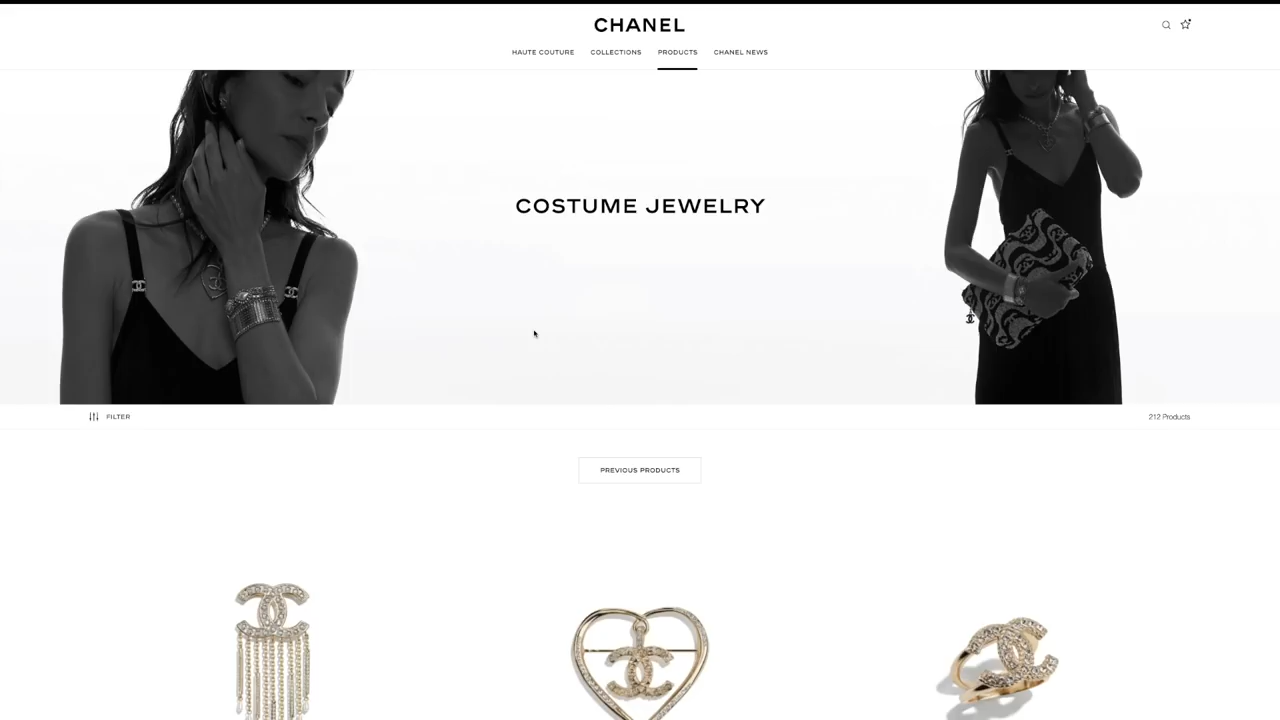 CHANEL
HAUTE COUTURE COLLECTIONS PRODUCTS CHANEL NEWS
COSTUME JEWELRY
FILTER 212 Products
PREVIOUS PRODUCTS